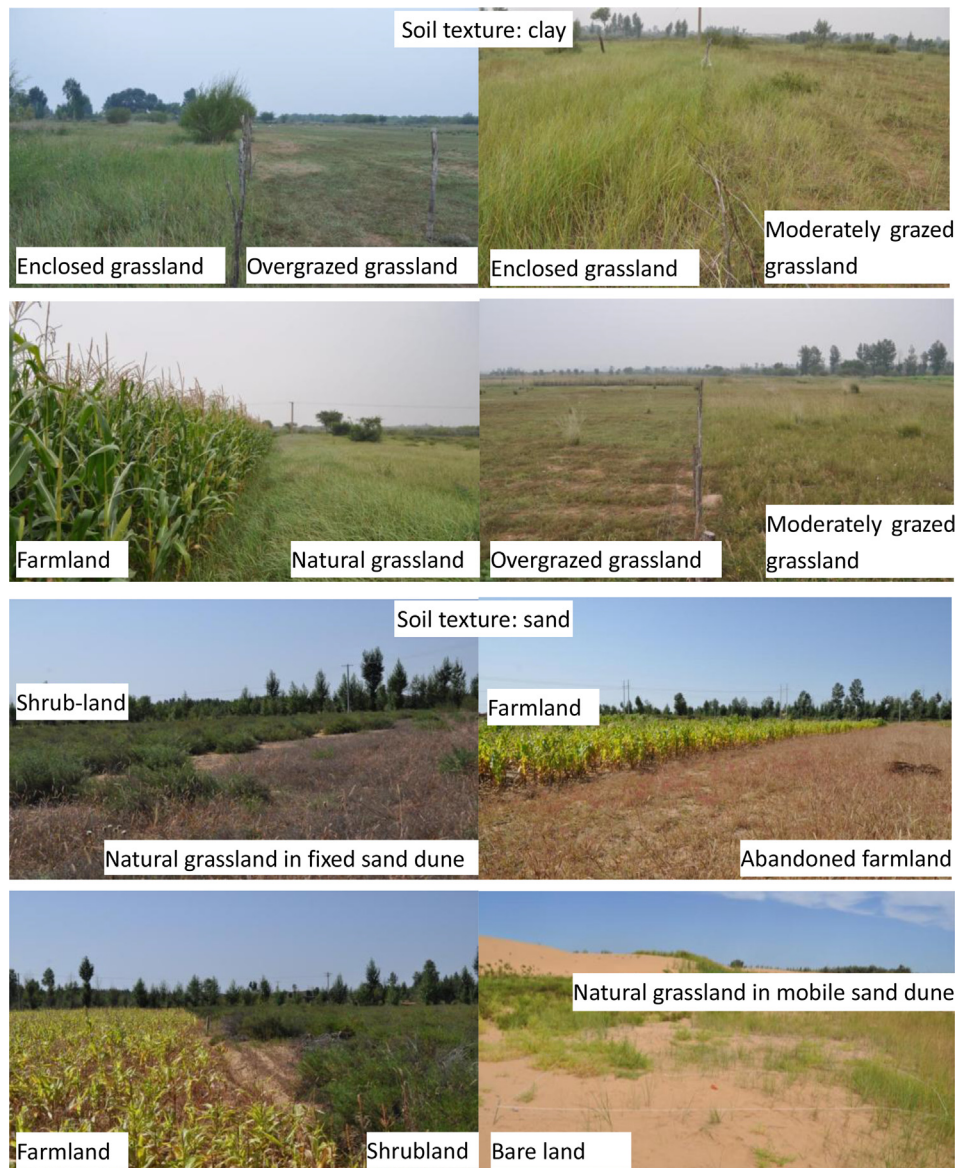 Soil texture: clay
Enclosed grassland
Overgrazed grassland
Enclosed grassland
Moderately grazed
grassland
Farmland
Natural grassland
Overgrazed grassland
Moderately grazed
grassland
Soil texture: sand
Shrub-land
Natural grassland in fixed sand dune
Farmland
Abandoned farmland
Farmland
Shrubland
Natural grassland in mobile sand dune
Bare land